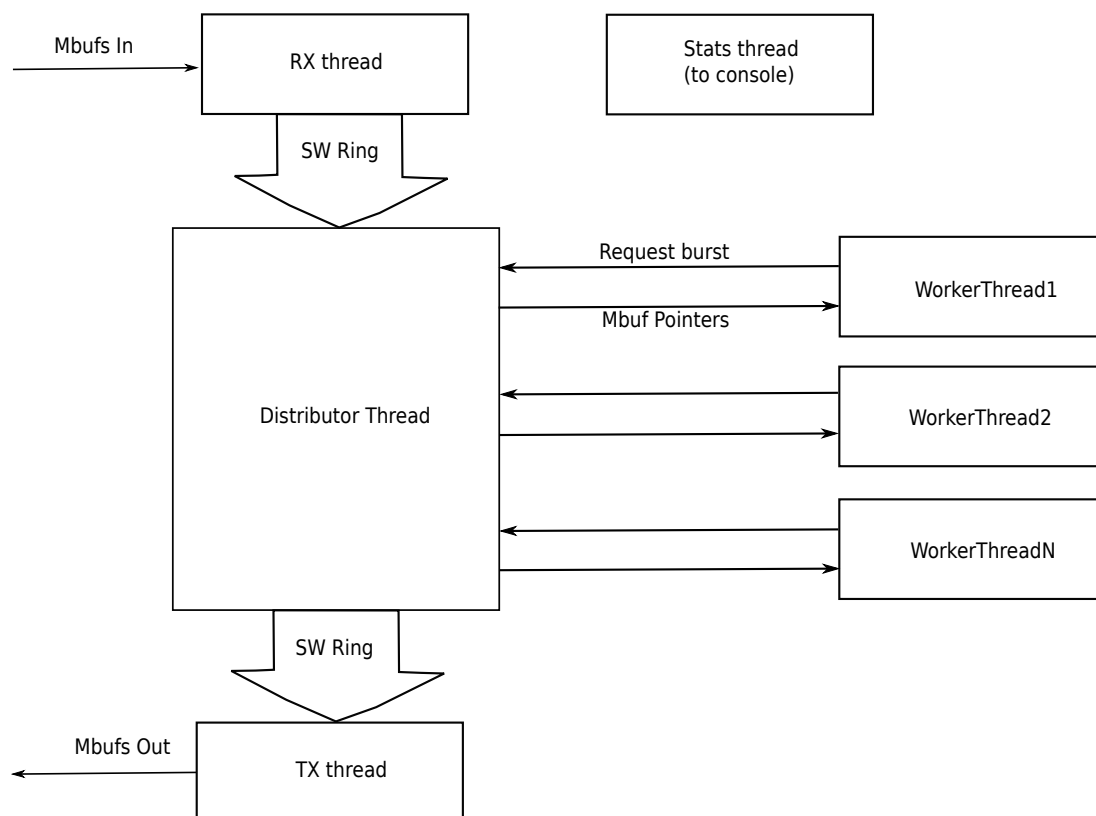 Mbufs In
RX thread
Stats thread
(to console)
SW Ring
Request burst
WorkerThread1
Mbuf Pointers
Distributor Thread
WorkerThread2
WorkerThreadN
SW Ring
Mbufs Out
TX thread